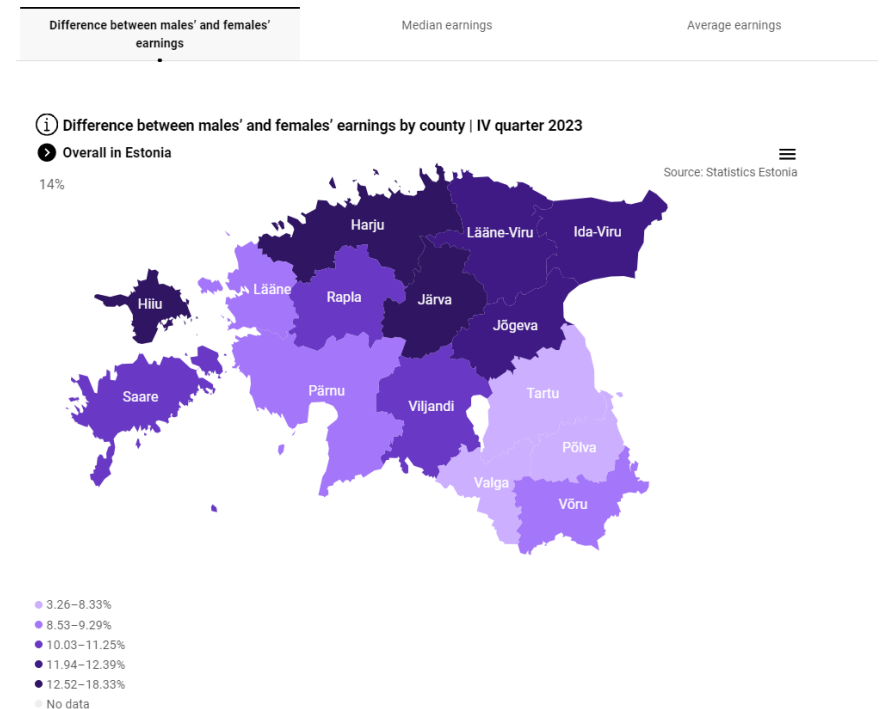 Difference between males’ and females’
earnings
Median earnings
Average earnings
Difference between males’ and females’ earnings by county | IV quarter 2023
Overall in Estonia
Source: Statistics Estonia
14%
Harju
Lääne-Viru
Ida-Viru
Lääne
Rapla
Järva
Hiiu
Jõgeva
Saare
Pärnu
Viljandi
Tartu
Põlva
Valga
Võru
3.26–8.33%
8.53–9.29%
10.03–11.25%
11.94–12.39%
12.52–18.33%
No data